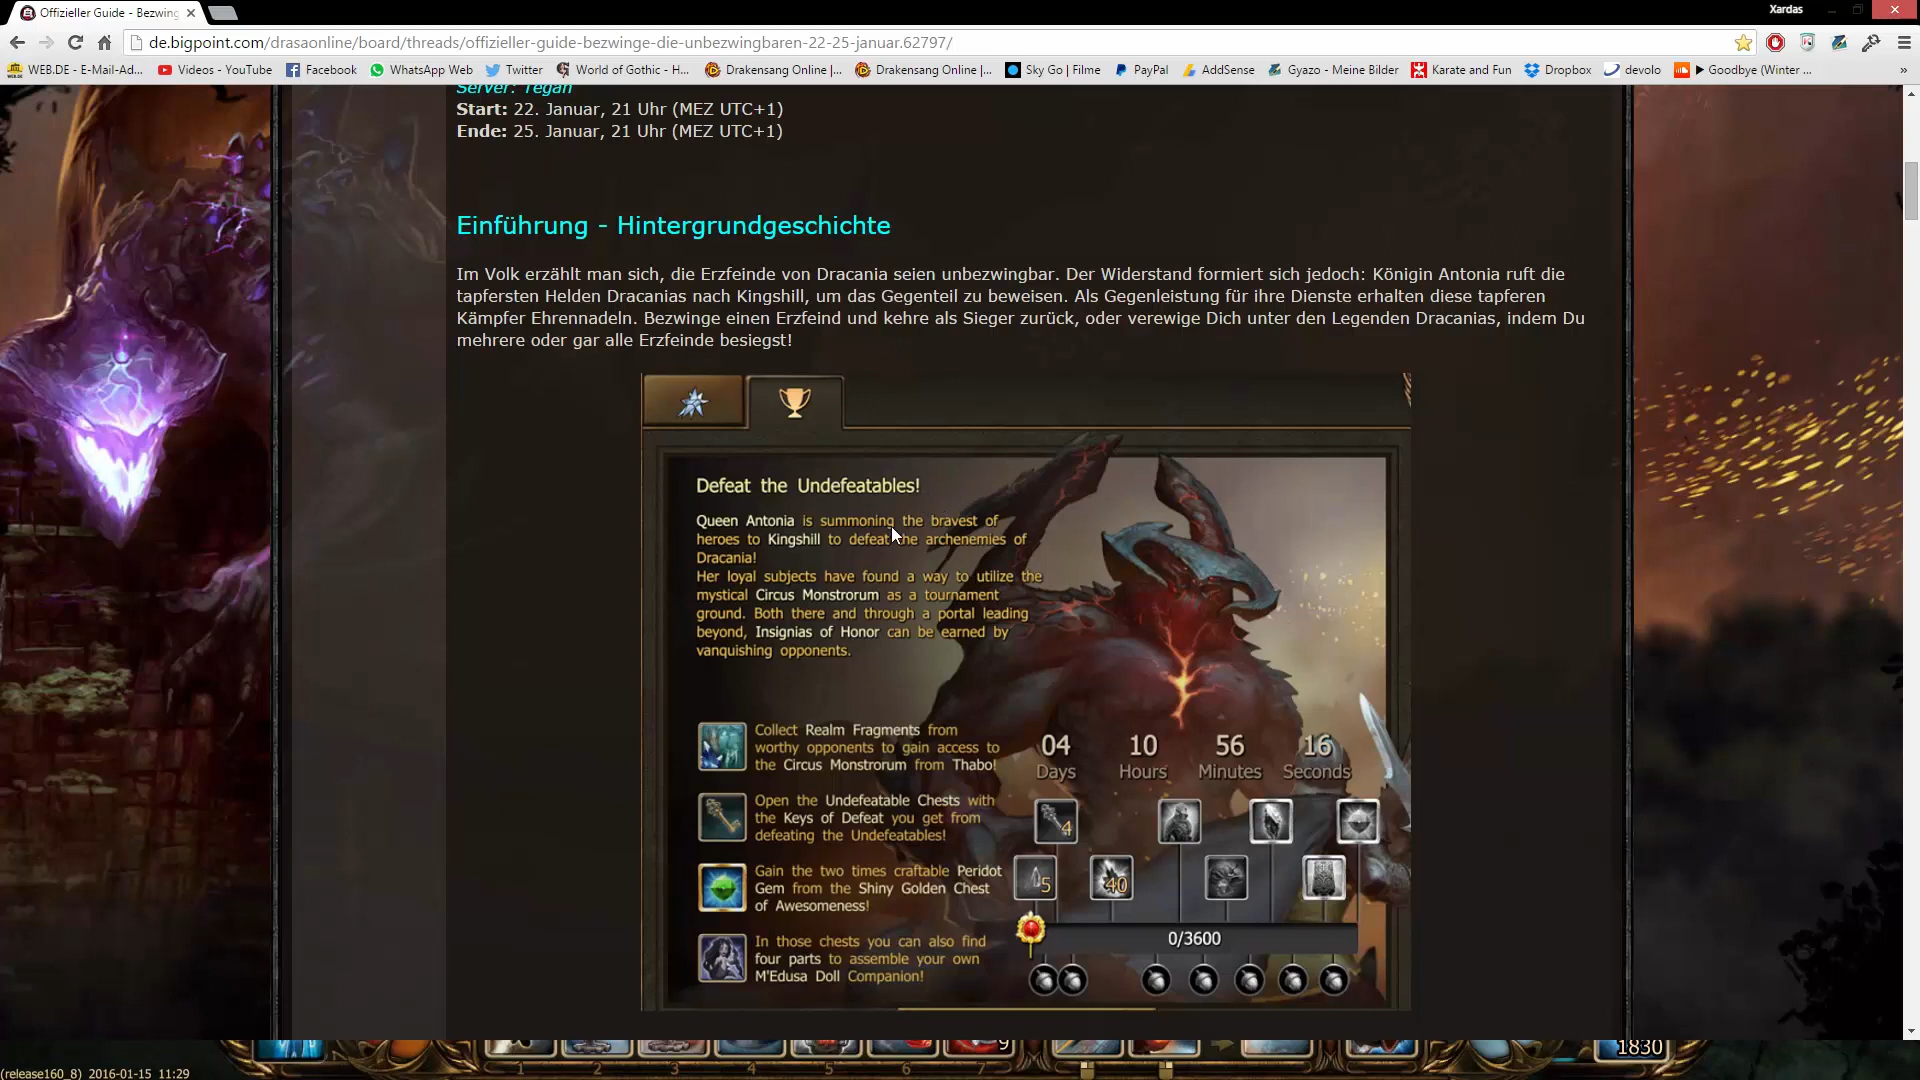 Offizieller Guide - Bezwing
Xardas
de.bigpoint.com/drasaonline/board/threads/offizieller-guide-bezwinge-die-unbezwingbaren-22-25-januar.62797/
WEB.DE - E-Mail-Ad... Videos - YouTube Facebook WhatsApp Web Twitter World of Gothic - H... Drakensang Online |... Drakensang Online |... Sky Go | Filme PayPal AddSense Gyazo - Meine Bilder Karate and Fun Dropbox devolo ▶ Goodbye (Winter ... »
Server: Tegan
Start: 22. Januar, 21 Uhr (MEZ UTC+1)
Ende: 25. Januar, 21 Uhr (MEZ UTC+1)
Einführung - Hintergrundgeschichte
Im Volk erzählt man sich, die Erzfeinde von Dracania seien unbezwingbar. Der Widerstand formiert sich jedoch: Königin Antonia ruft die
tapfersten Helden Dracanias nach Kingshill, um das Gegenteil zu beweisen. Als Gegenleistung für ihre Dienste erhalten diese tapferen
Kämpfer Ehrennadeln. Bezwinge einen Erzfeind und kehre als Sieger zurück, oder verewige Dich unter den Legenden Dracanias, indem Du
mehrere oder gar alle Erzfeinde besiegst!
Defeat the Undefeatables!
Queen Antonia is summoning the bravest of
heroes to Kingshill to defeat the archenemies of
Dracania!
Her loyal subjects have found a way to utilize the
mystical Circus Monstrorum as a tournament
ground. Both there and through a portal leading
beyond, Insignias of Honor can be earned by
vanquishing opponents.
Collect Realm Fragments from
worthy opponents to gain access to
the Circus Monstrorum from Thabo!
04 10 56 16
Days Hours Minutes Seconds
Open the Undefeatable Chests with
the Keys of Defeat you get from
defeating the Undefeatables!
4
Gain the two times craftable Peridot
Gem from the Shiny Golden Chest
of Awesomeness!
5 40
In those chests you can also find
four parts to assemble your own
M'Edusa Doll Companion!
0/3600
9
1830
1 2 3 4 5 6 7
(release160_8) 2016-01-15 11:29